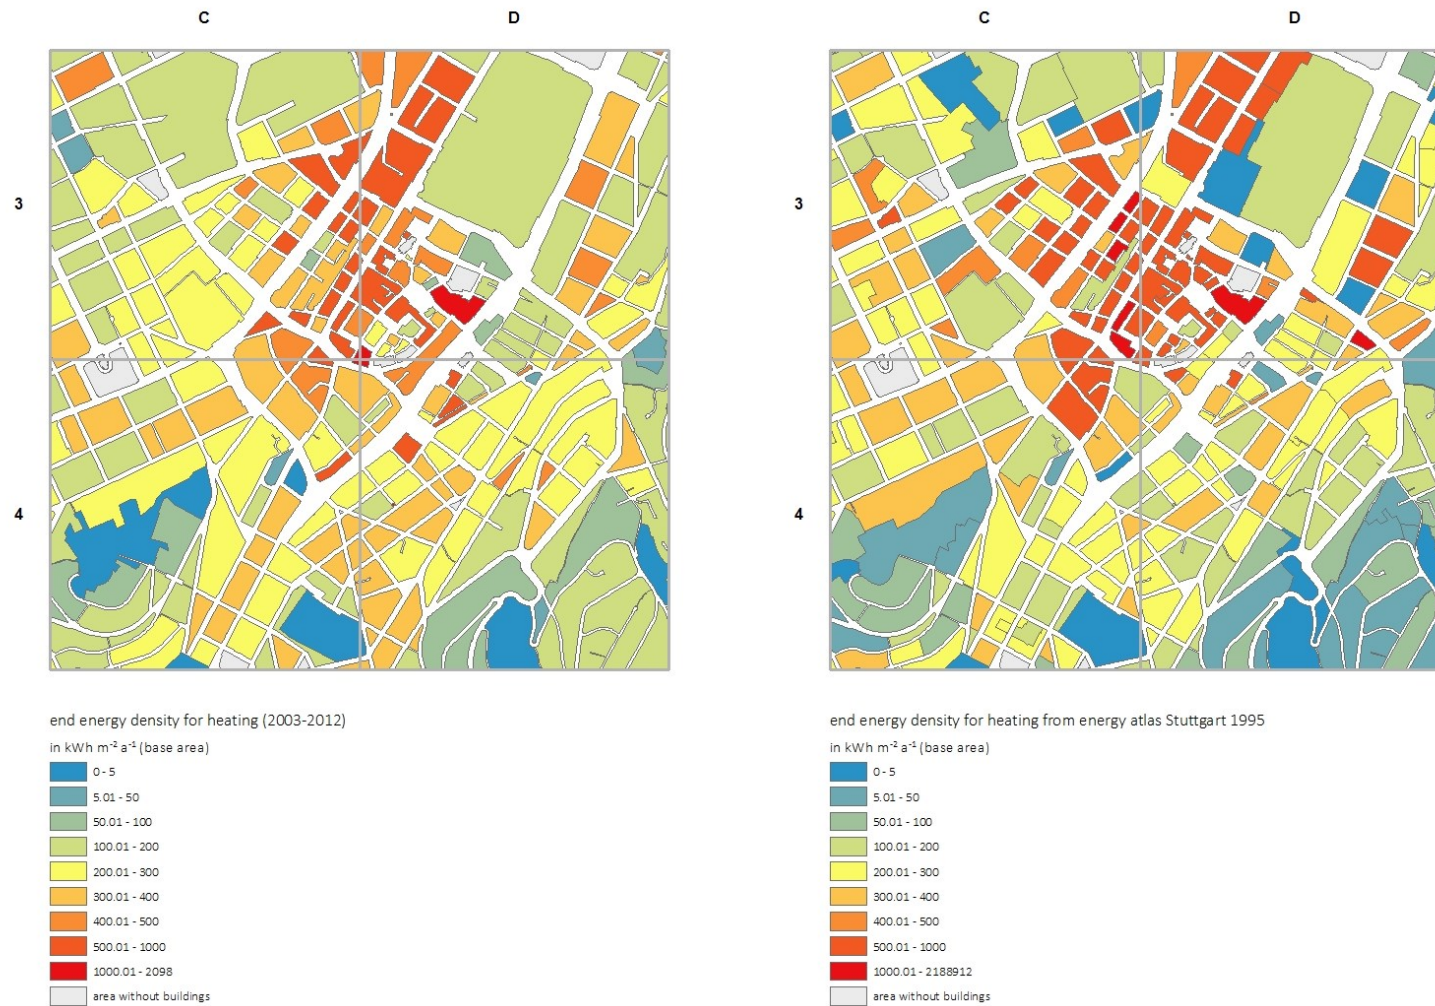 C D C D
3 3
4 4
end energy density for heating (2003-2012)
in kWh m⁻² a⁻¹ (base area)
0 - 5
5.01 - 50
50.01 - 100
100.01 - 200
200.01 - 300
300.01 - 400
400.01 - 500
500.01 - 1000
1000.01 - 2098
area without buildings
end energy density for heating from energy atlas Stuttgart 1995
in kWh m⁻² a⁻¹ (base area)
0 - 5
5.01 - 50
50.01 - 100
100.01 - 200
200.01 - 300
300.01 - 400
400.01 - 500
500.01 - 1000
1000.01 - 2188912
area without buildings